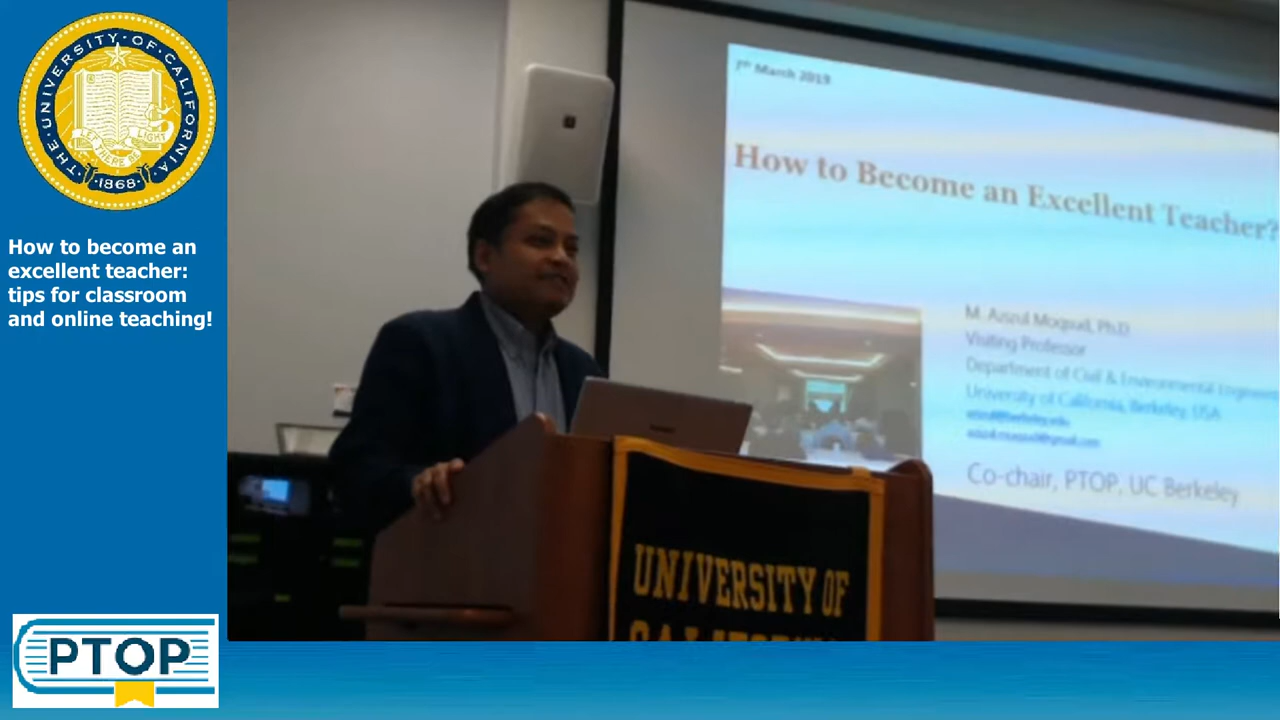 THE·UNIVERSITY·OF·CALIFORNIA
LET THERE BE LIGHT
·1868·
How to become an
excellent teacher:
tips for classroom
and online teaching!
PTOP
7th March 2019
How to Become an Excellent Teacher?
M. Azizul Moqsud, Ph.D.
Visiting Professor
Department of Civil & Environmental
University of California, Berkeley, USA
Co-chair, PTOP, UC Berkeley
UNIVERSITY OF
CALIFORNIA